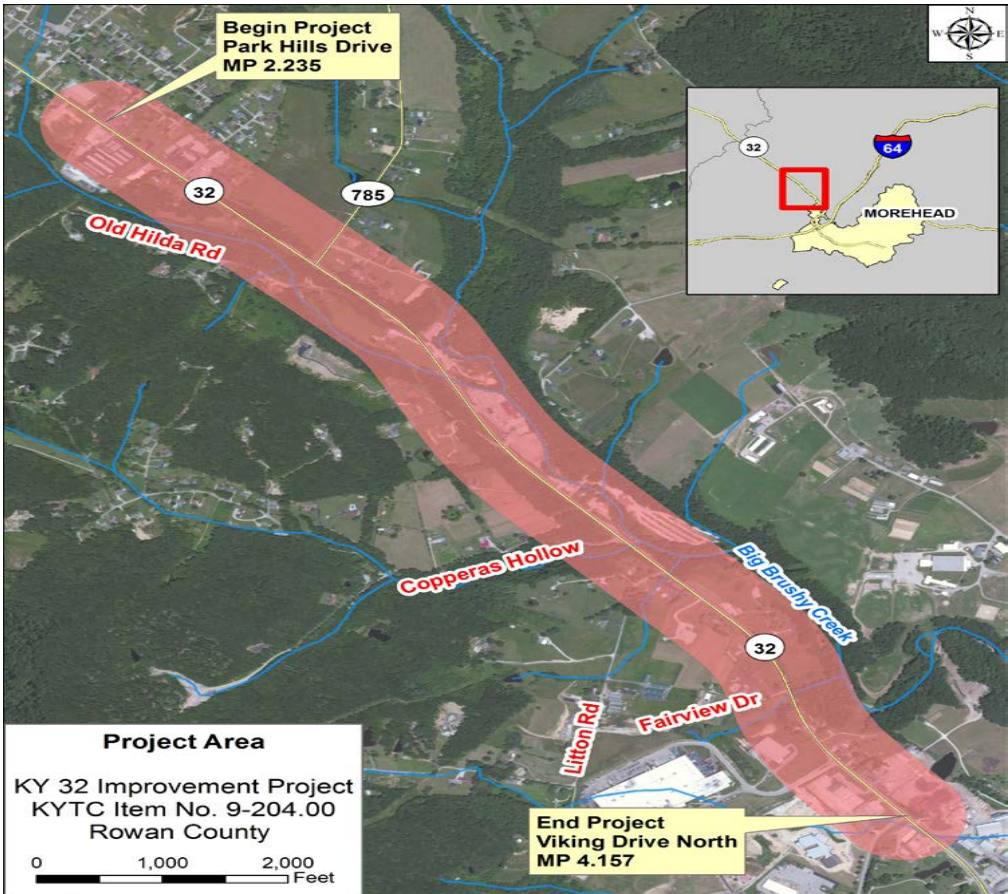 Begin Project
Park Hills Drive
MP 2.235
N
W
E
S
32
64
MOREHEAD
32
785
Old Hilda Rd
Copperas Hollow
Big Brushy Creek
32
Fairview Dr
Litton Rd
Project Area
KY 32 Improvement Project
KYTC Item No. 9-204.00
Rowan County
0 1,000 2,000
Feet
End Project
Viking Drive North
MP 4.157